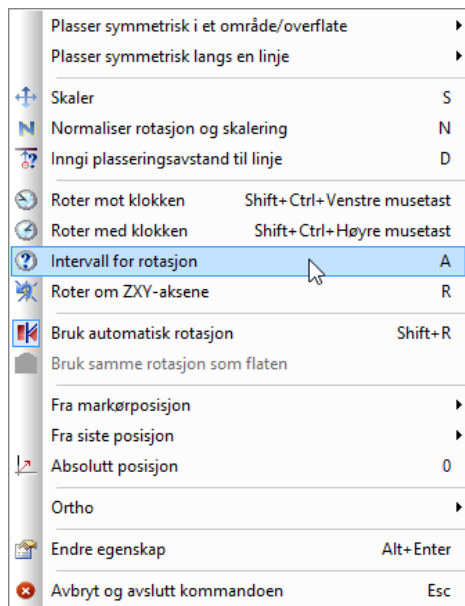 Plasser symmetrisk i et område/overflate
Plasser symmetrisk langs en linje
Skaler S
Normaliser rotasjon og skalering N
Inngi plasseringsavstand til linje D
Roter mot klokken Shift+Ctrl+Venstre musetast
Roter med klokken Shift+Ctrl+Høyre musetast
Intervall for rotasjon A
Roter om ZXY-aksene R
Bruk automatisk rotasjon Shift+R
Bruk samme rotasjon som flaten
Fra markørposisjon
Fra siste posisjon
Absolutt posisjon 0
Ortho
Endre egenskap Alt+Enter
Avbryt og avslutt kommandoen Esc